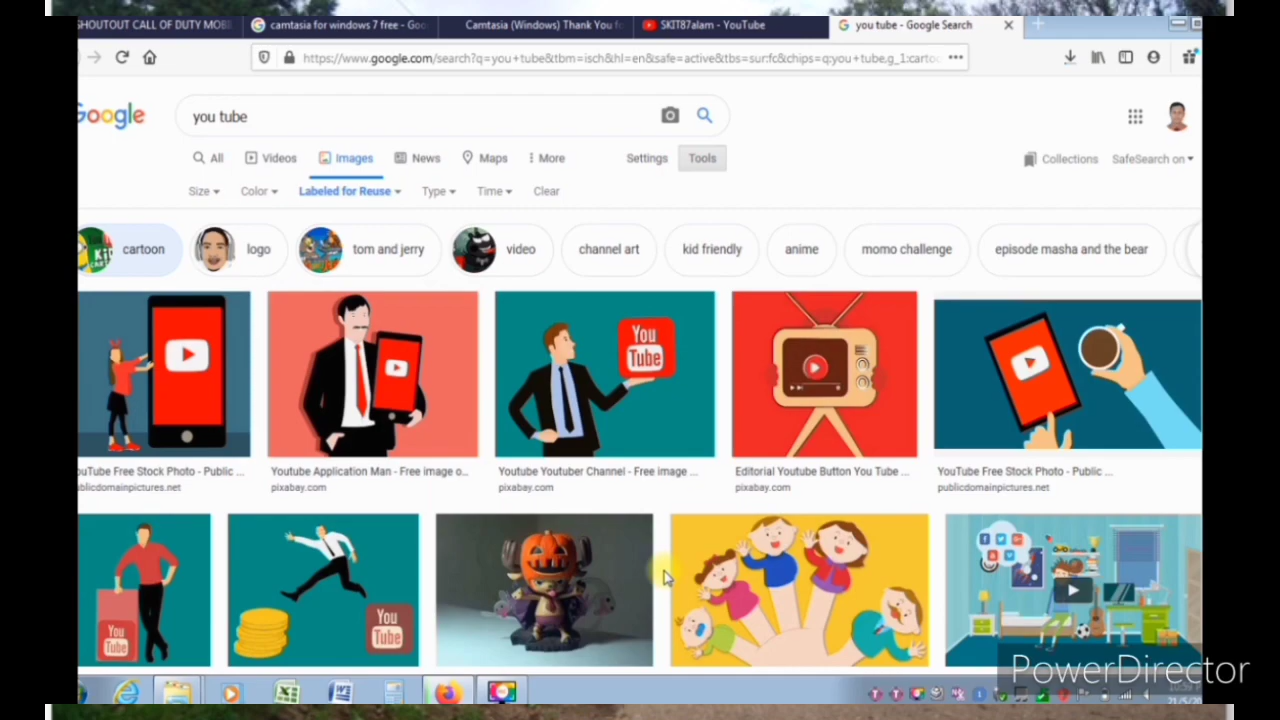 SHOUTOUT CALL OF DUTY MOBI
camtasia for windows 7 free - Goo
Camtasia (Windows) Thank You f
SKIT87alam - YouTube
you tube - Google Search
https://www.google.com/search?q=you+tube&tbm=isch&hl=en&safe=active&tbs=sur:fc&chips=q:you+tube,g_1:carto
Google
you tube
All
Videos
Images
News
Maps
More
Settings
Tools
Collections
SafeSearch on
Size
Color
Labeled for Reuse
Type
Time
Clear
cartoon
logo
tom and jerry
video
channel art
kid friendly
anime
momo challenge
episode masha and the bear
You
Tube
ouTube Free Stock Photo - Public ...
ublicdomainpictures.net
Youtube Application Man - Free image o...
pixabay.com
Youtube Youtuber Channel - Free image ...
pixabay.com
Editorial Youtube Button You Tube ...
pixabay.com
YouTube Free Stock Photo - Public ...
publicdomainpictures.net
You
Tube
You
Tube
PowerDirector